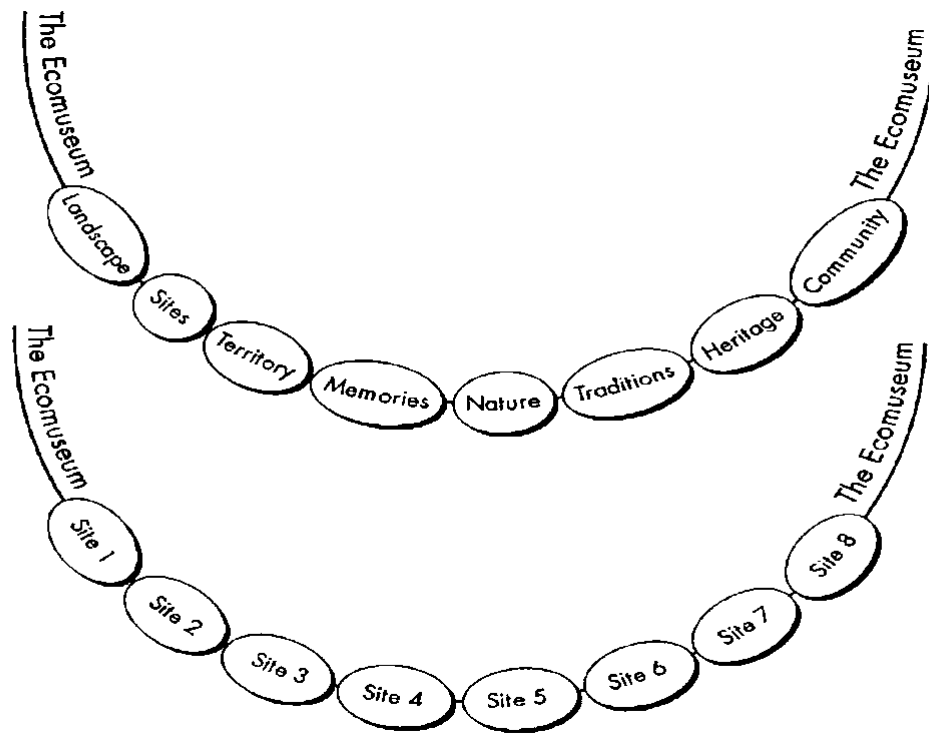 The Ecomuseum
Landscape
Sites
Territory
Memories
Nature
Traditions
Heritage
Community
The Ecomuseum
The Ecomuseum
Site 1
Site 2
Site 3
Site 4
Site 5
Site 6
Site 7
Site 8
The Ecomuseum